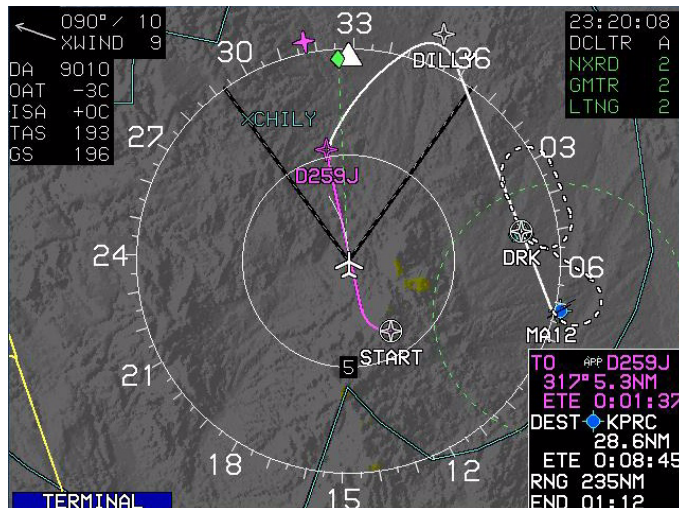 090°/ 10
XWIND 9
DA 9010
OAT -3C
ISA +0C
TAS 193
GS 196
23:20:08
DCLTR A
NXRD 2
GMTR 2
LTNG 2
33
30
36
DILLY
XCHILY
27
03
D259J
24
DRK
06
MA12
START
21
5
18
12
15
TO APP D259J
317° 5.3NM
ETE 0:01:37
DEST KPRC
28.6NM
ETE 0:08:45
RNG 235NM
END 01:12
TERMINAL